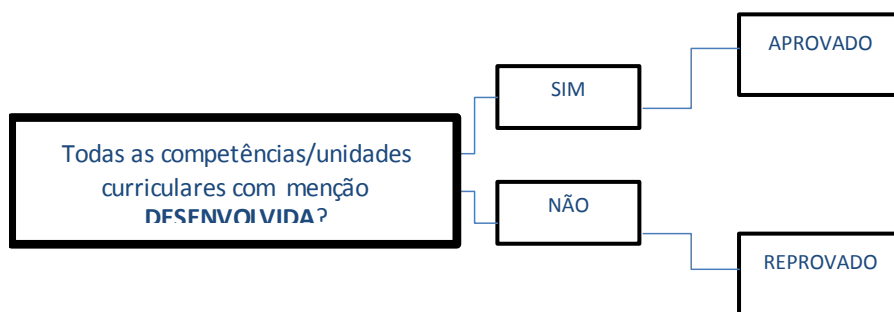 Todas as competências/unidades
curriculares com menção
DESENVOLVIDA?
SIM
APROVADO
NÃO
REPROVADO